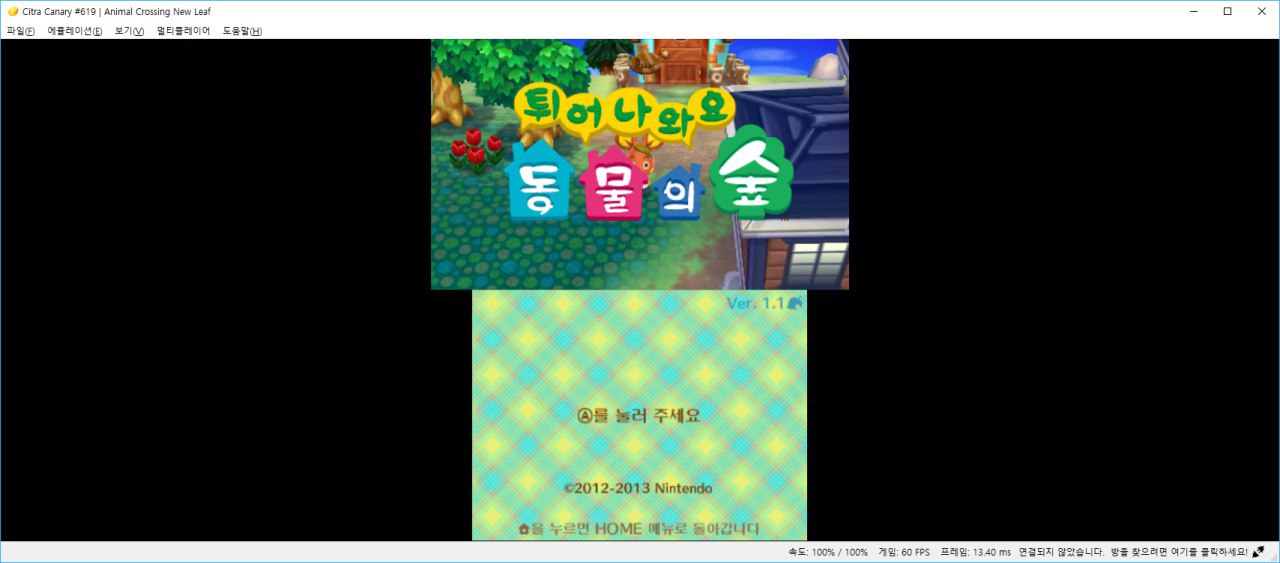 Citra Canary #619 | Animal Crossing New Leaf
파일(F) 에뮬레이션(E) 보기(V) 멀티플레이어 도움말(H)
튀어나와요
동물의 숲
Ver. 1.1
Ⓐ를 눌러 주세요
©2012-2013 Nintendo
을 누르면 HOME 메뉴로 돌아갑니다
속도: 100% / 100% 게임: 60 FPS 프레임: 13.40 ms 연결되지 않았습니다. 방을 찾으려면 여기를 클릭하세요!